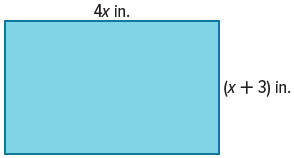 4x in.
(x + 3) in.